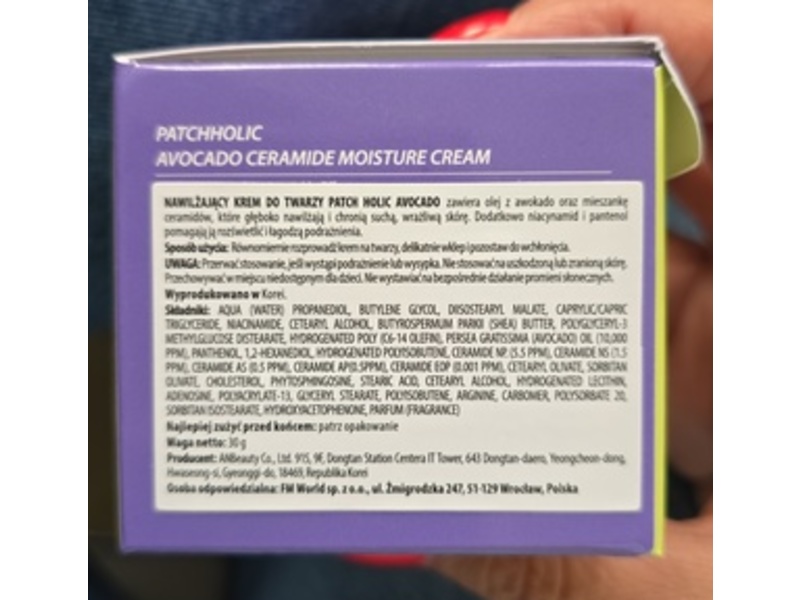 PATCHHOLIC
AVOCADO CERAMIDE MOISTURE CREAM
NAWILŻAJĄCY KREM DO TWARZY PATCH HOLIC AVOCADO zawiera olej z awokado oraz mieszankę
ceramidów, które głęboko nawilżają i chronią suchą, wrażliwą skórę. Dodatkowo niacynamid i pantenol
pomagają ją rozświetlić i łagodzą podrażnienia.
Sposób użycia: Równomiernie rozprowadź krem na twarzy, delikatnie wklep i pozostaw do wchłonięcia.
UWAGA: Przerwać stosowanie, jeśli wystąpi podrażnienie lub wysypka. Nie stosować na uszkodzoną lub zranioną skórę.
Przechowywać w miejscu niedostępnym dla dzieci. Nie wystawiać na bezpośrednie działanie promieni słonecznych.
Wyprodukowano w Korei.
Składniki: AQUA (WATER) PROPANEDIOL, BUTYLENE GLYCOL, DIISOSTEARYL MALATE, CAPRYLIC/CAPRIC
TRIGLYCERIDE, NIACINAMIDE, CETEARYL ALCOHOL, BUTYROSPERMUM PARKII (SHEA) BUTTER, POLYGLYCERYL-3
METHYLGLUCOSE DISTEARATE, HYDROGENATED POLY (C6-14 OLEFIN), PERSEA GRATISSIMA (AVOCADO) OIL (10,000
PPM), PANTHENOL, 1,2-HEXANEDIOL, HYDROGENATED POLYISOBUTENE, CERAMIDE NP (5.5 PPM), CERAMIDE NS (1.5
PPM), CERAMIDE AS (0.5 PPM), CERAMIDE AP(0.5PPM), CERAMIDE EOP (0.001 PPM), CETEARYL OLIVATE, SORBITAN
OLIVATE, CHOLESTEROL, PHYTOSPHINGOSINE, STEARIC ACID, CETEARYL ALCOHOL, HYDROGENATED LECITHIN,
ADENOSINE, POLYACRYLATE-13, GLYCERYL STEARATE, POLYISOBUTENE, ARGININE, CARBOMER, POLYSORBATE 20,
SORBITAN ISOSTEARATE, HYDROXYACETOPHENONE, PARFUM (FRAGRANCE)
Najlepiej zużyć przed końcem: patrz opakowanie
Waga netto: 30 g
Producent: ANBeauty Co., Ltd. 915, 9F, Dongtan Station Centera IT Tower, 643 Dongtan-daero, Yeongcheon-dong,
Hwaseong-si, Gyeonggi-do, 18469, Republika Korei
Osoba odpowiedzialna: FM World sp. z o.o., ul. Żmigrodzka 247, 51-129 Wrocław, Polska